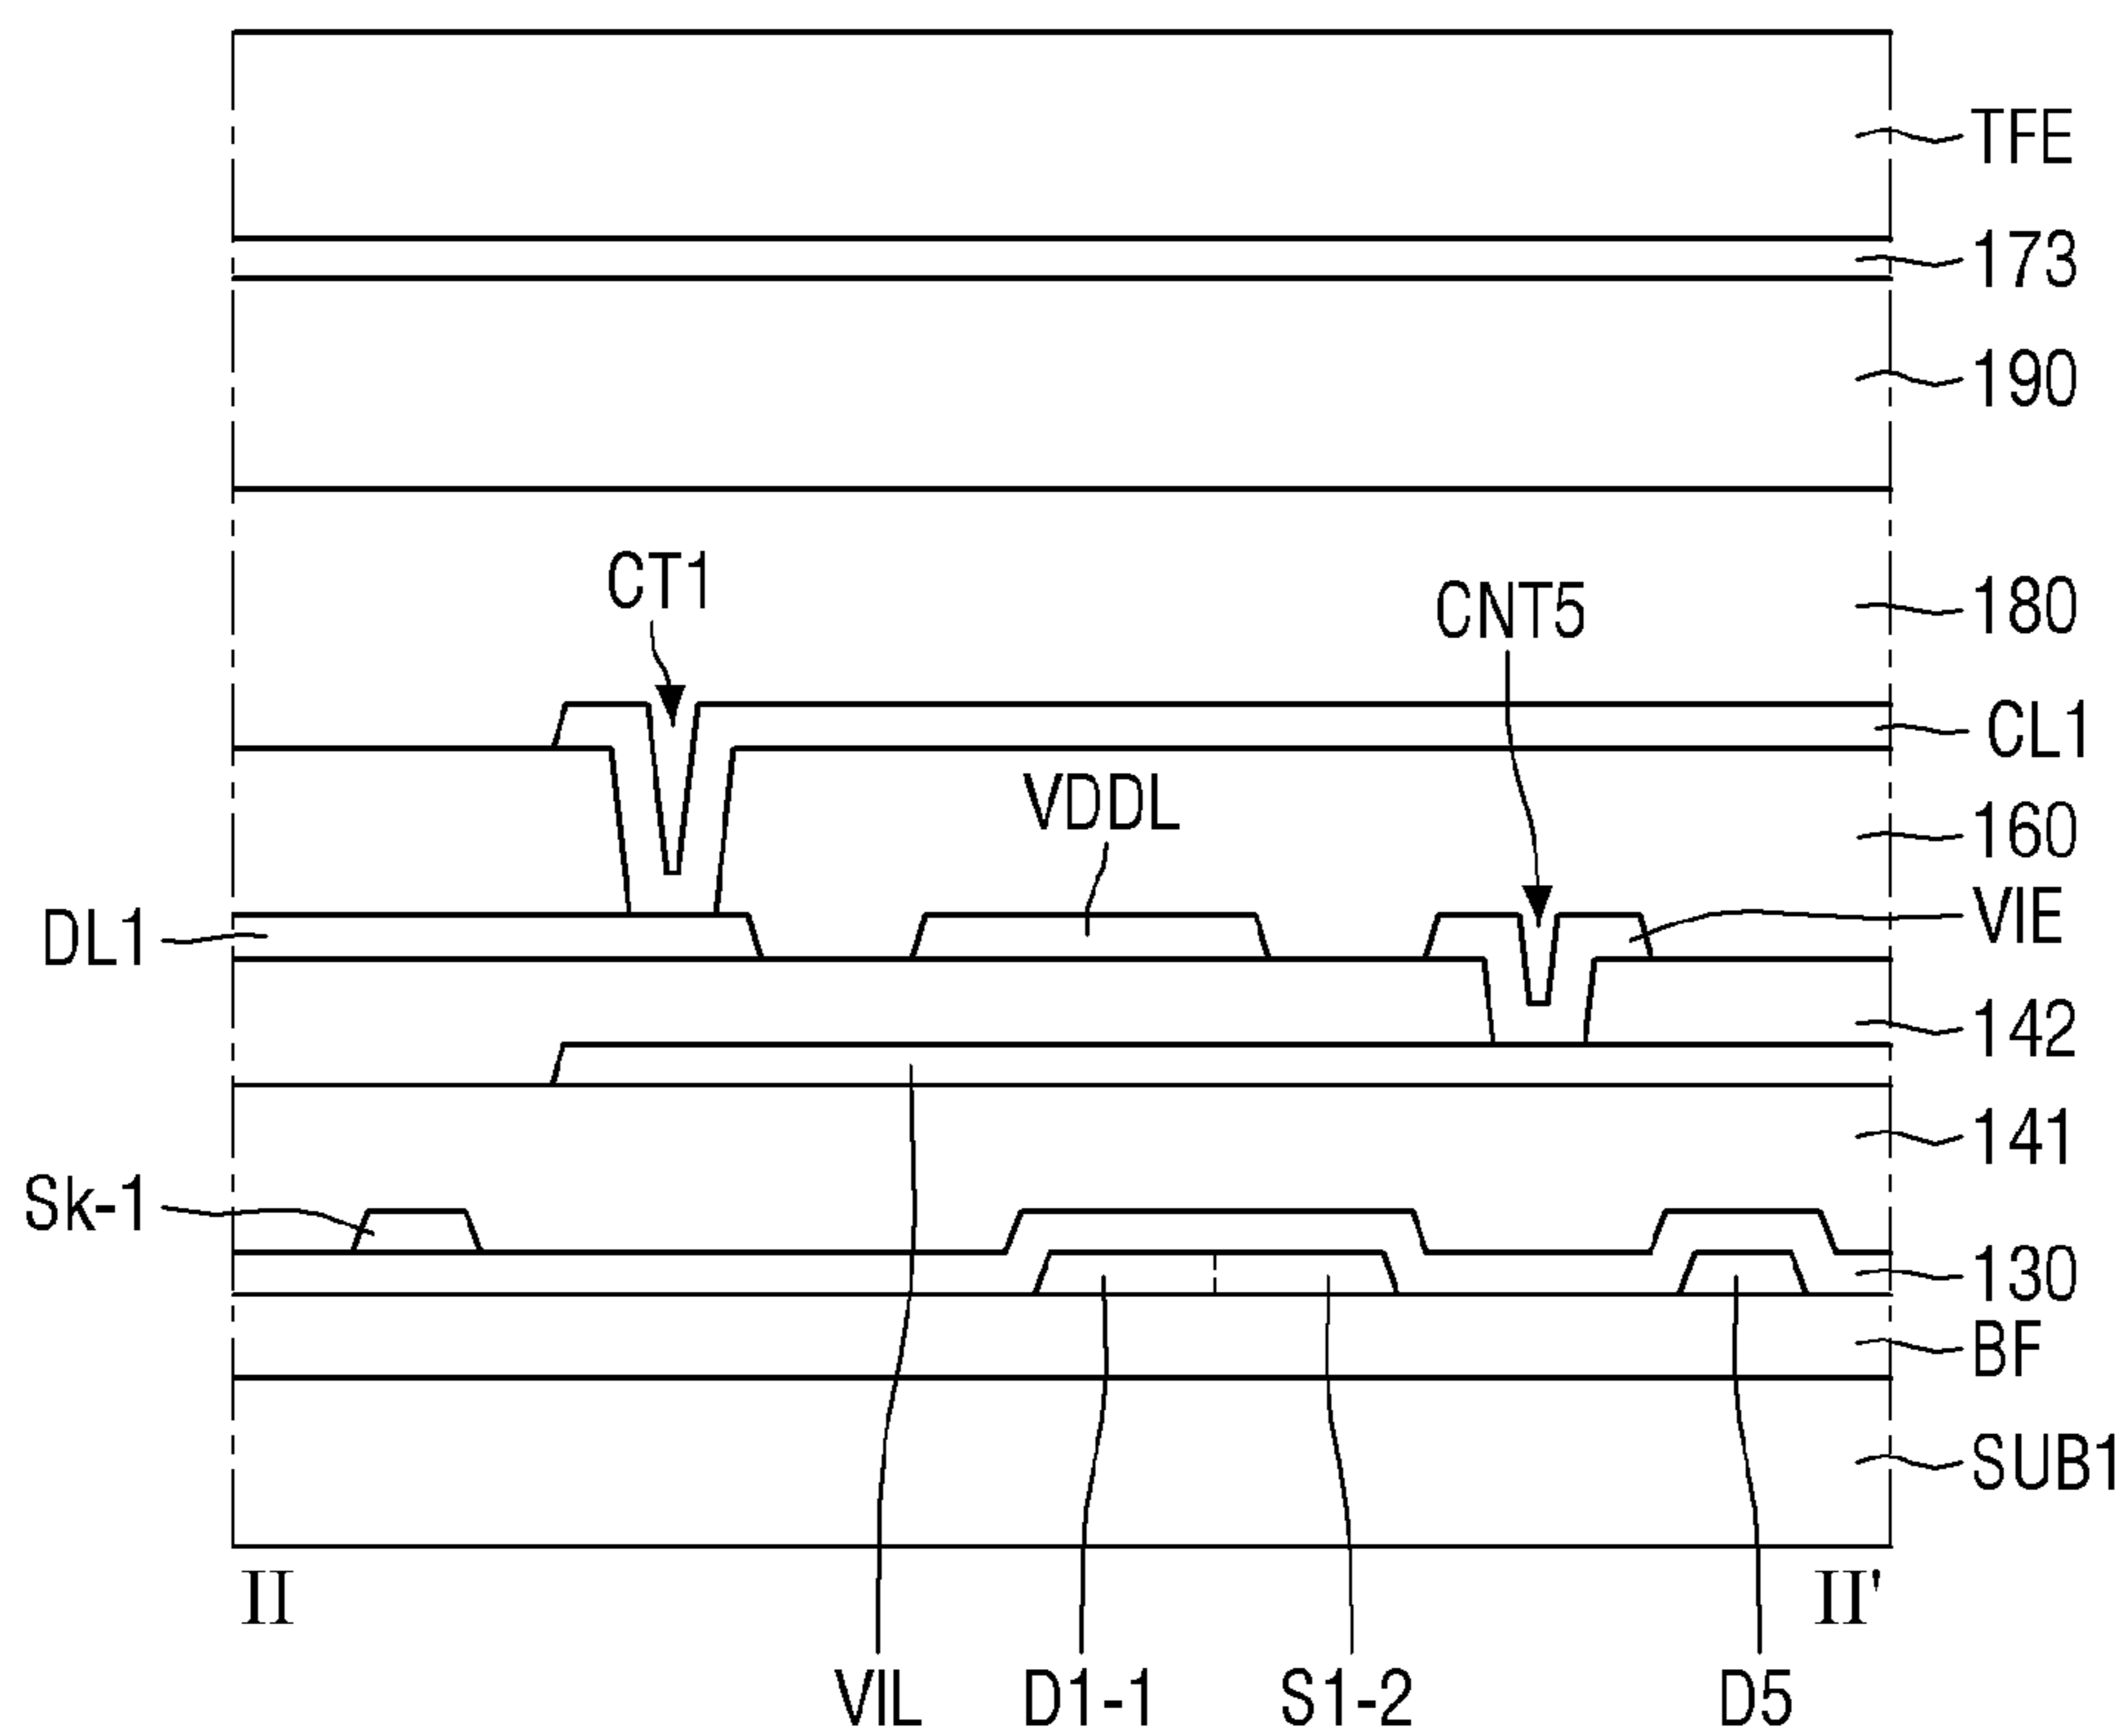 TFE
173
190
CT1
CNT5
180
CL1
VDDL
160
DL1
VIE
142
141
Sk-1
130
BF
SUB1
II
II'
VIL
D1-1
S1-2
D5